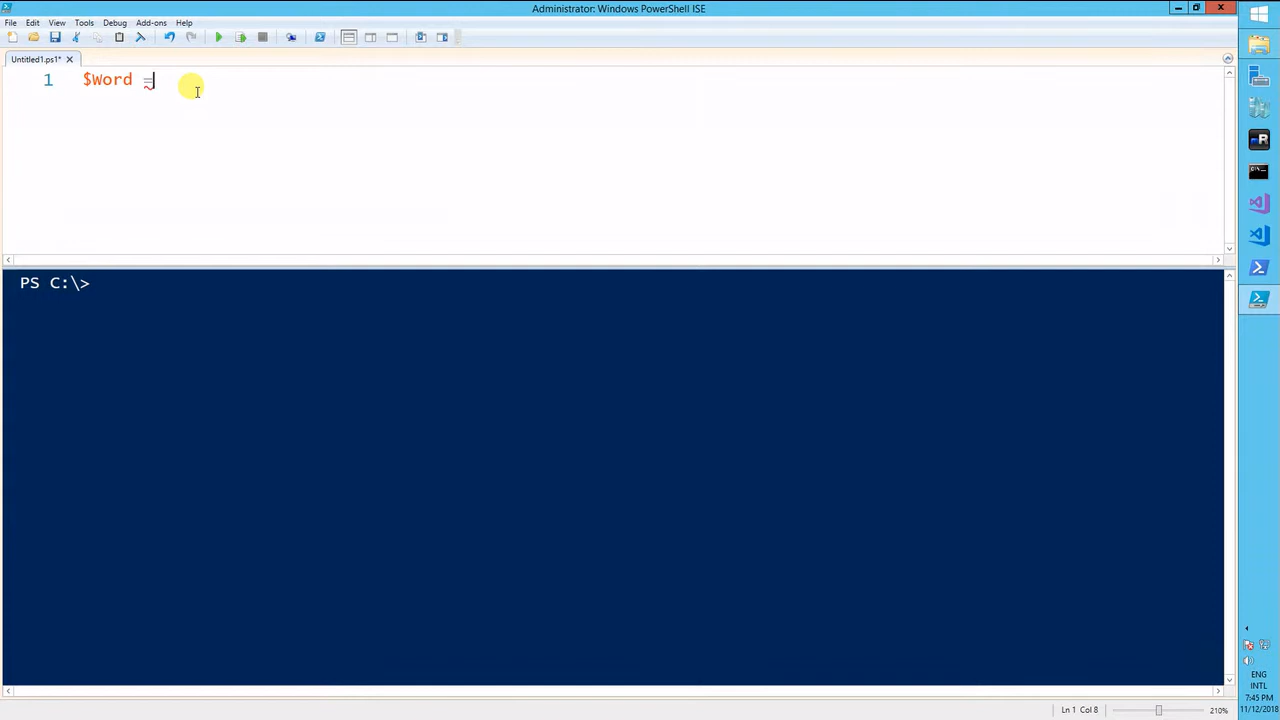 Administrator: Windows PowerShell ISE
File Edit View Tools Debug Add-ons Help
Untitled1.ps1*
1 $Word =
PS C:\>
Ln 1 Col 8 210%
ENG
INTL
7:45 PM
11/12/2018